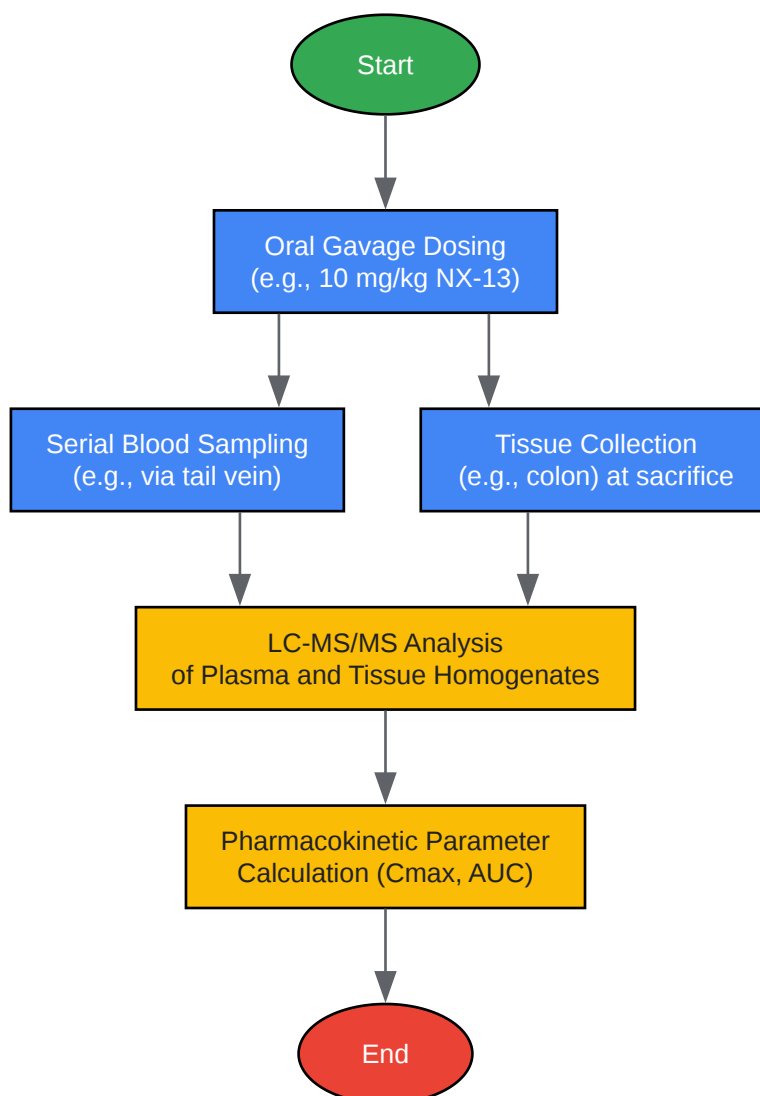 Start
Oral Gavage Dosing
(e.g., 10 mg/kg NX-13)
Serial Blood Sampling
(e.g., via tail vein)
Tissue Collection
(e.g., colon) at sacrifice
LC-MS/MS Analysis
of Plasma and Tissue Homogenates
Pharmacokinetic Parameter
Calculation (Cmax, AUC)
End